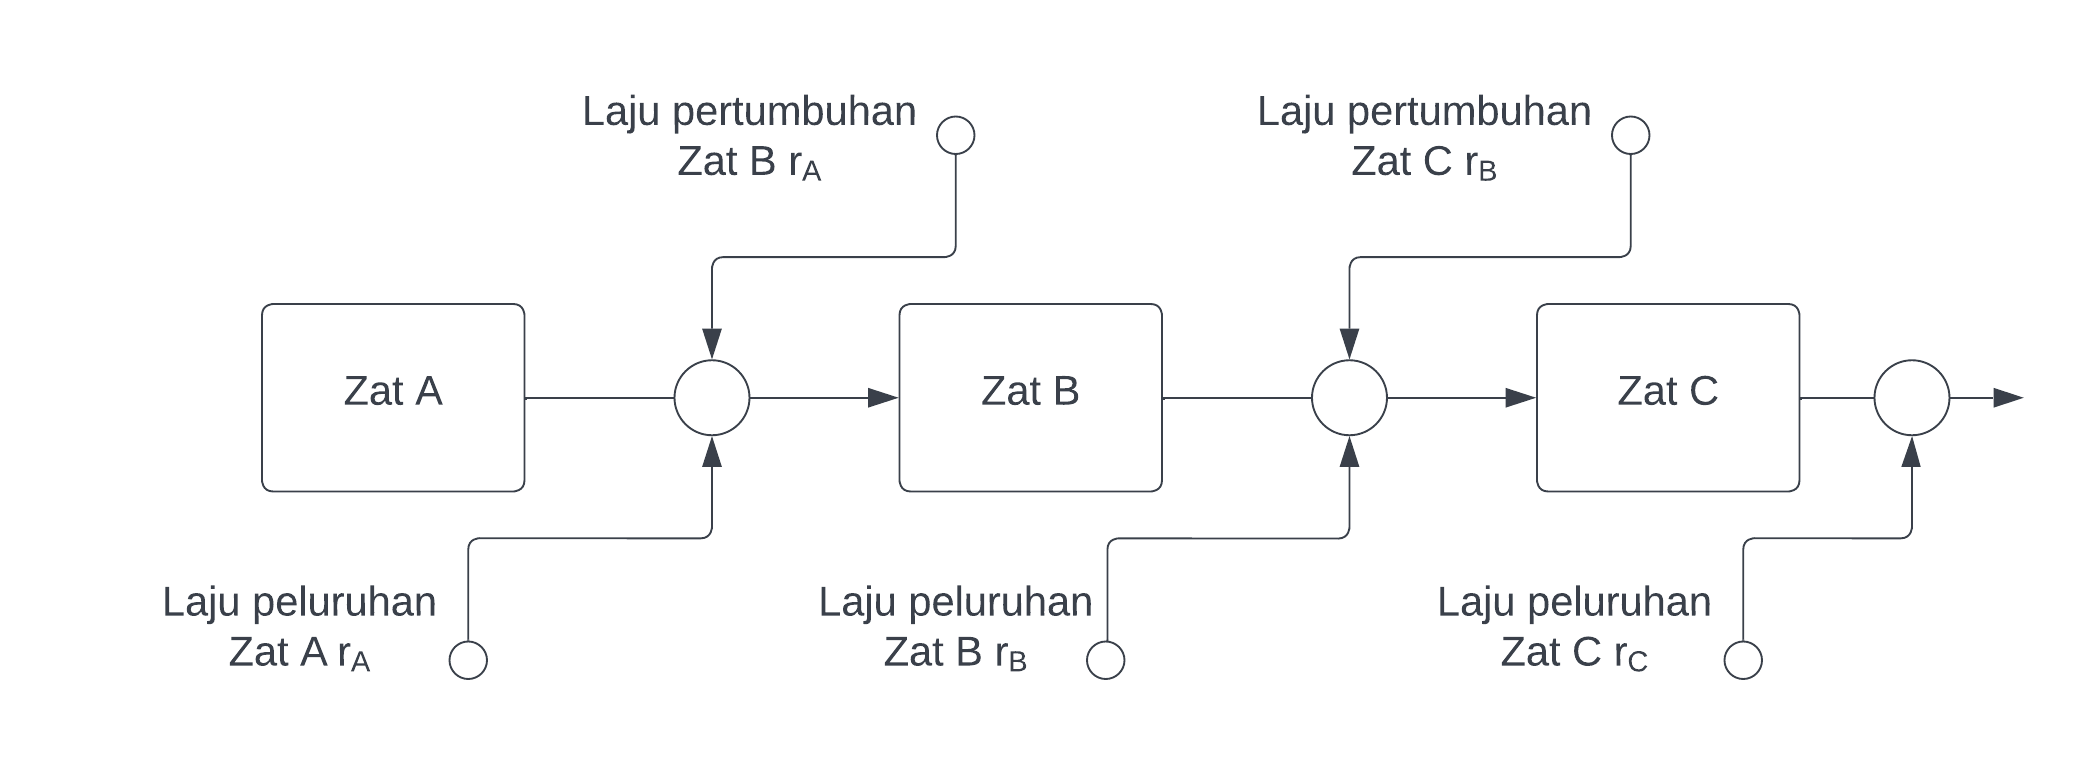 Laju pertumbuhan
Zat B r_A
Laju pertumbuhan
Zat C r_B
Zat A
Zat B
Zat C
Laju peluruhan
Zat A r_A
Laju peluruhan
Zat B r_B
Laju peluruhan
Zat C r_C